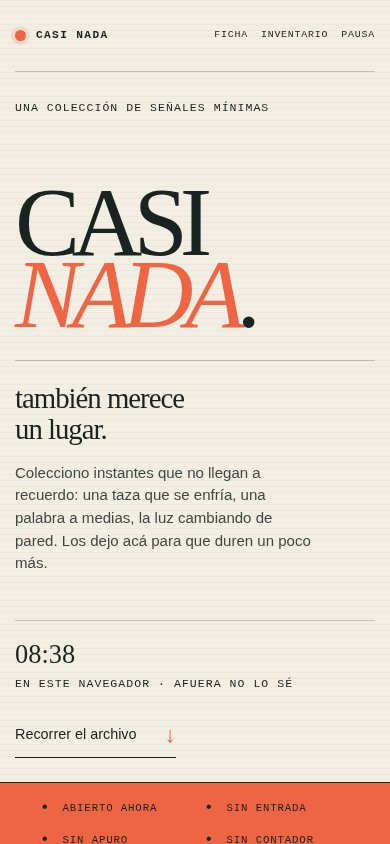 CASI NADA
FICHA INVENTARIO PAUSA
UNA COLECCIÓN DE SEÑALES MÍNIMAS
CASI
NADA.
también merece
un lugar.
Colecciono instantes que no llegan a
recuerdo: una taza que se enfría, una
palabra a medias, la luz cambiando de
pared. Los dejo acá para que duren un poco
más.
08:38
EN ESTE NAVEGADOR · AFUERA NO LO SÉ
Recorrer el archivo ↓
• ABIERTO AHORA • SIN ENTRADA
• SIN APURO • SIN CONTADOR